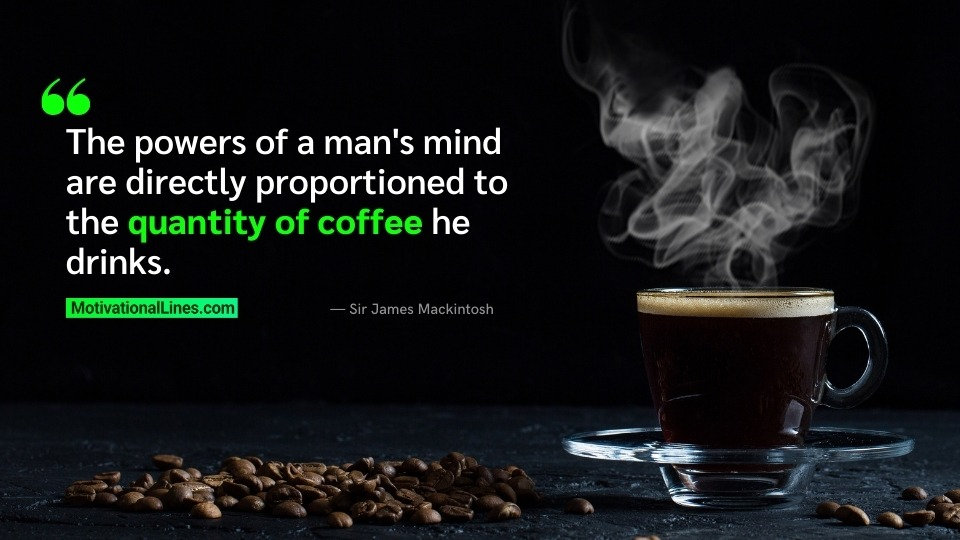 The powers of a man's mind
are directly proportioned to
the quantity of coffee he
drinks.
MotivationalLines.com
— Sir James Mackintosh